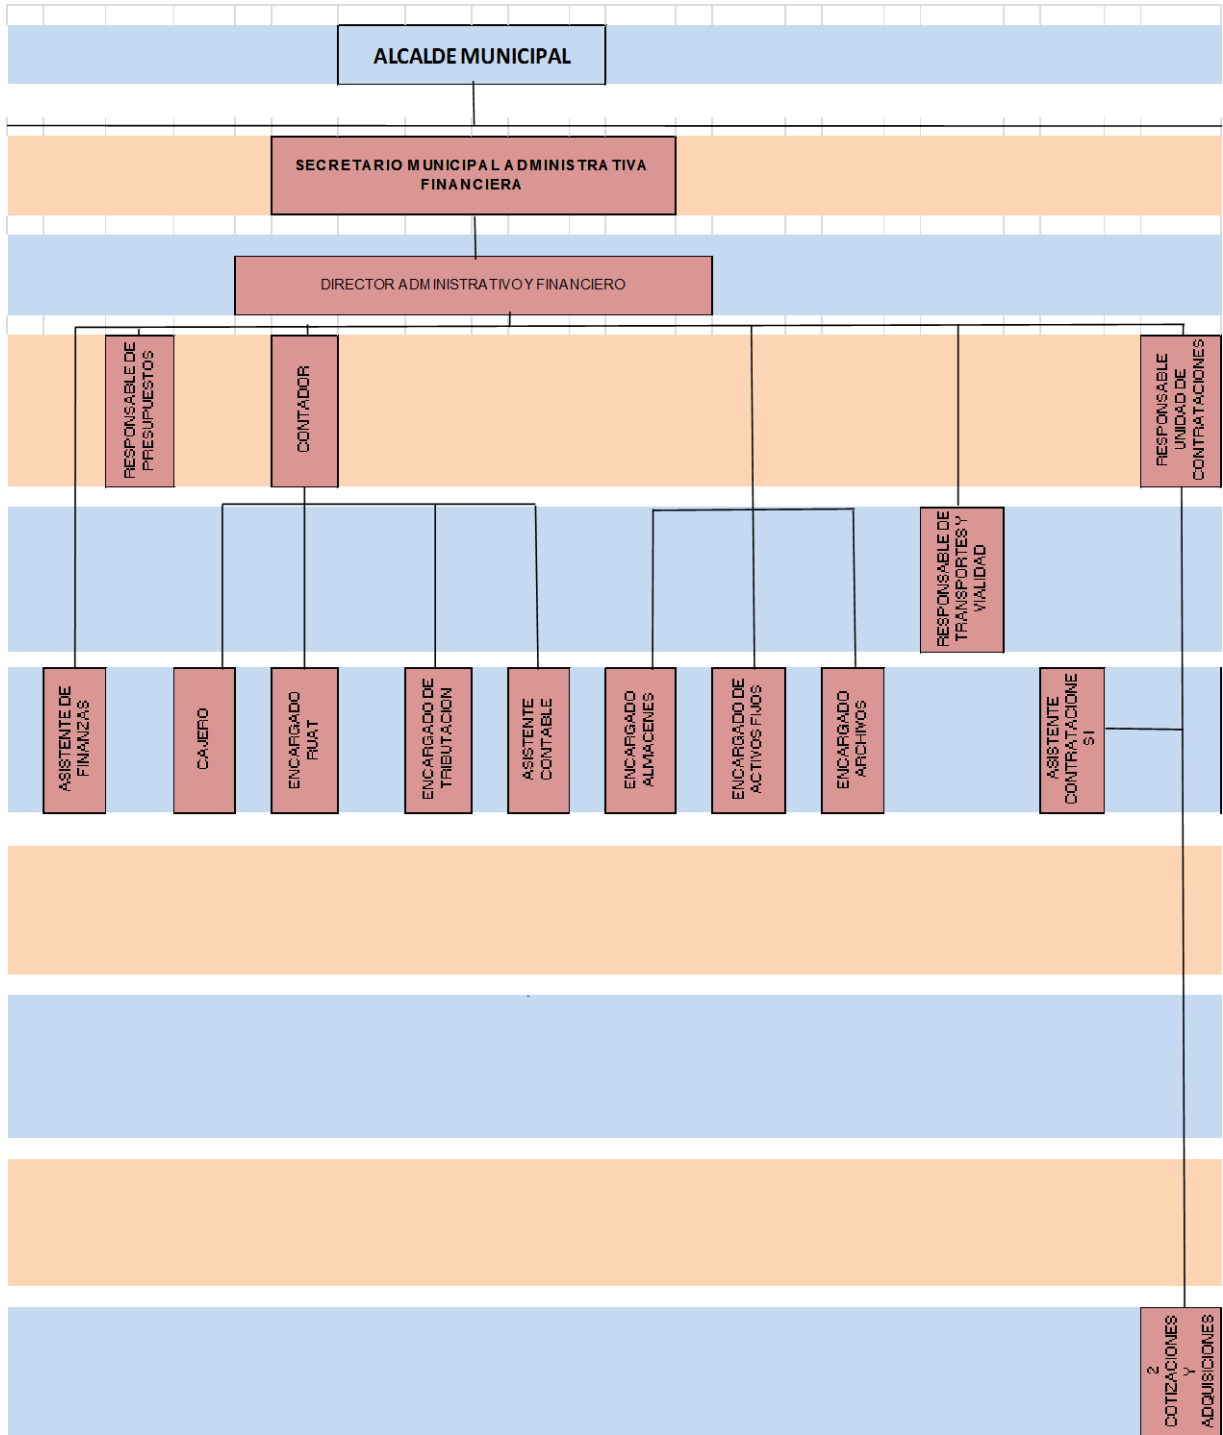 ALCALDE MUNICIPAL
SECRETARIO MUNICIPAL ADMINISTRATIVA
FINANCIERA
DIRECTOR ADMINISTRATIVO Y FINANCIERO
RESPONSABLE DE
PRESUPUESTOS
CONTADOR
RESPONSABLE
UNIDAD DE
CONTRATACIONES
RESPONSABLE DE
TRANSPORTES Y
VIALIDAD
ASISTENTE DE
FINANZAS
CAJERO
ENCARGADO
RUAT
ENCARGADO DE
TRIBUTACION
ASISTENTE
CONTABLE
ENCARGADO
ALMACENES
ENCARGADO DE
ACTIVOS FIJOS
ENCARGADO
ARCHIVOS
ASISTENTE
CONTRATACIONE
S I
2
COTIZACIONES
Y
ADQUISICIONES